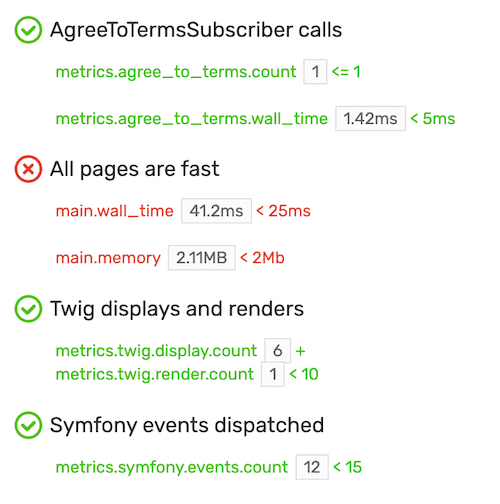 AgreeToTermsSubscriber calls
metrics.agree_to_terms.count 1 <= 1
metrics.agree_to_terms.wall_time 1.42ms < 5ms
All pages are fast
main.wall_time 41.2ms < 25ms
main.memory 2.11MB < 2Mb
Twig displays and renders
metrics.twig.display.count 6 +
metrics.twig.render.count 1 < 10
Symfony events dispatched
metrics.symfony.events.count 12 < 15